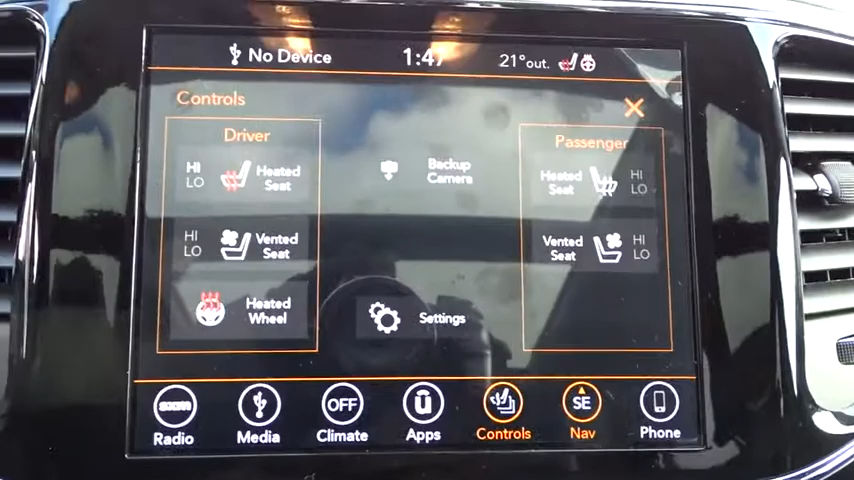 No Device 1:47 21°out.
Controls
Driver
HI
LO
Heated
Seat
HI
LO
Vented
Seat
Heated
Wheel
Backup
Camera
Settings
Passenger
Heated
Seat
HI
LO
Vented
Seat
HI
LO
sxm OFF SE
Radio Media Climate Apps Controls Nav Phone